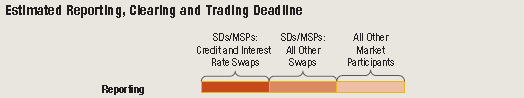 Estimated Reporting, Clearing and Trading Deadline
SDs/MSPs:
Credit and Interest
Rate Swaps
SDs/MSPs:
All Other
Swaps
All Other
Market
Participants
Reporting